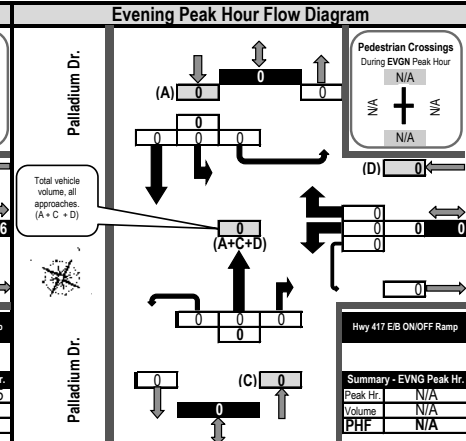 Evening Peak Hour Flow Diagram
Palladium Dr.
(A) 0
0
0
0
0 0 0
Pedestrian Crossings
During EVGN Peak Hour
N/A
N/A
N/A
N/A
(D) 0
Total vehicle
volume, all
approaches.
(A + C + D)
0
(A+C+D)
0
0
0
0
0
0
6
0 0 0
0
Palladium Dr.
0
(C) 0
0
Hwy 417 E/B ON/OFF Ramp
Summary - EVNG Peak Hr.
Peak Hr. N/A
Volume N/A
PHF N/A